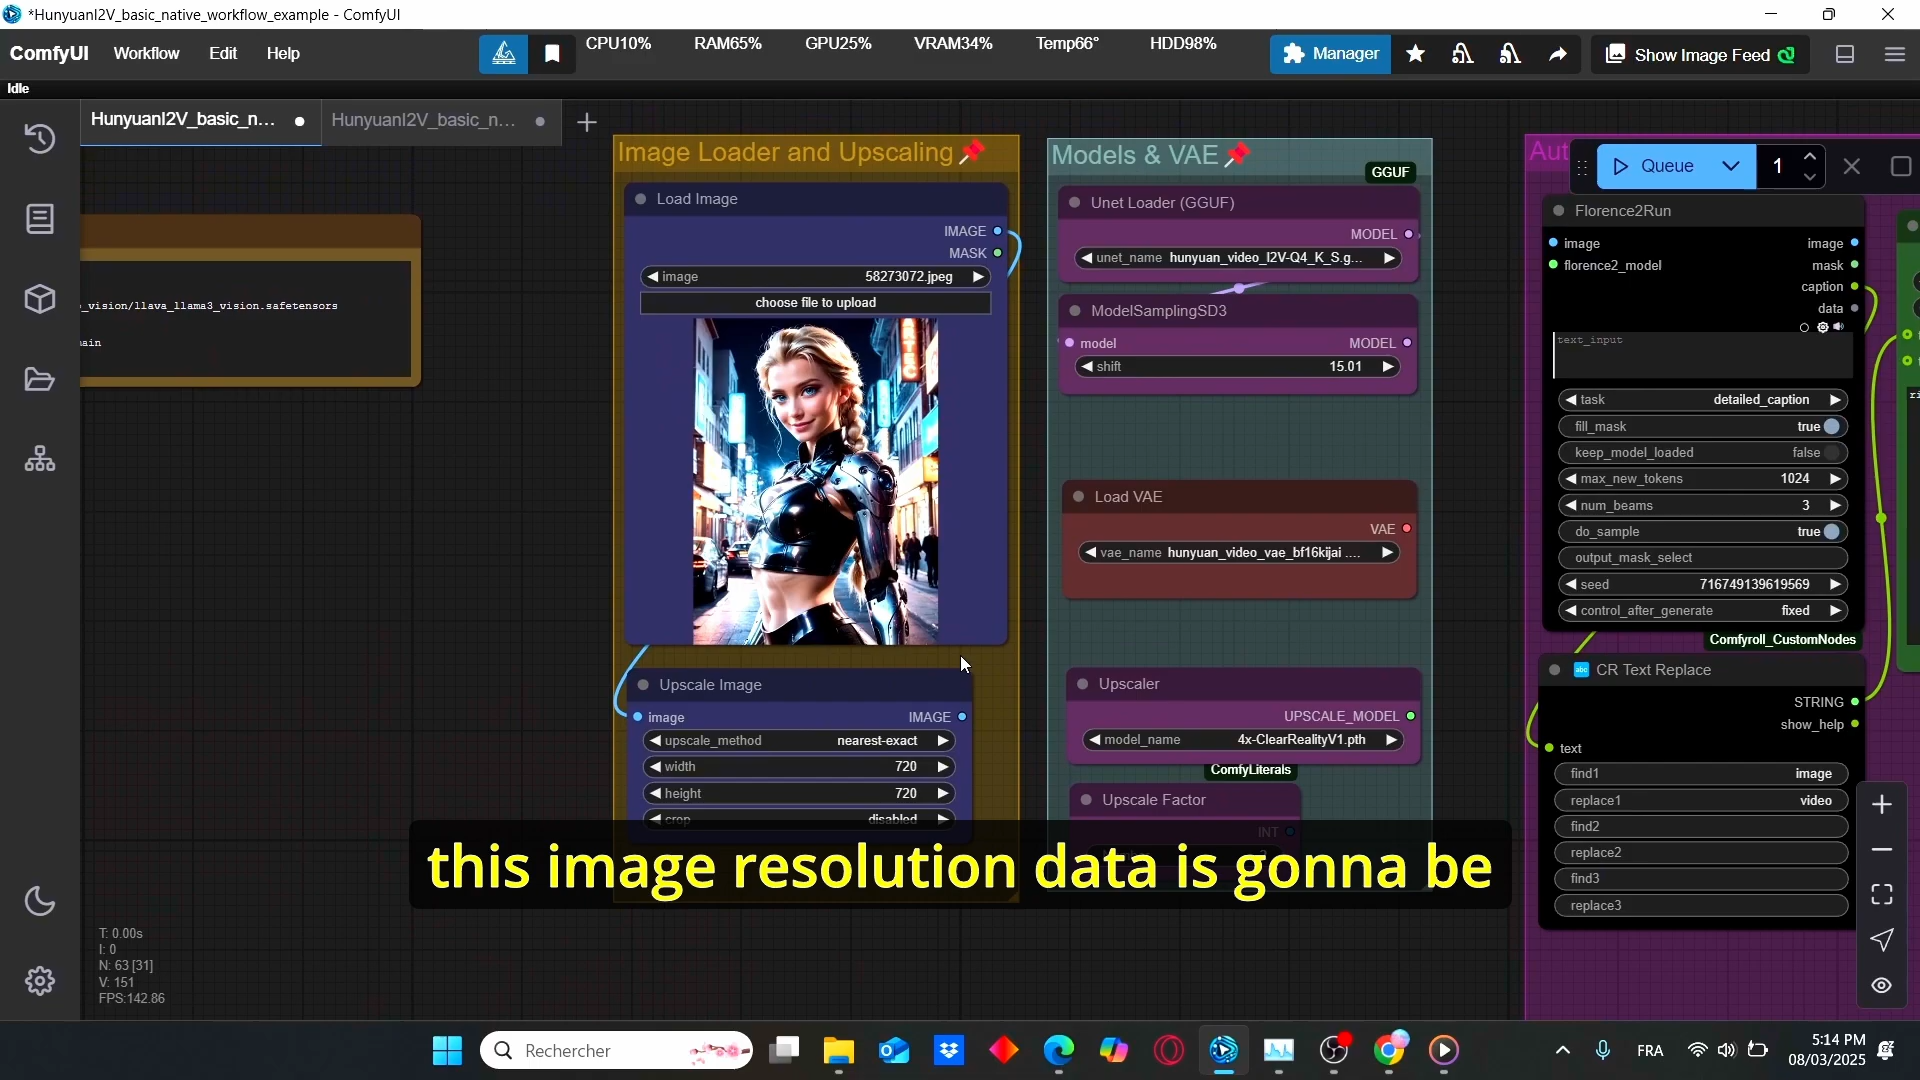 *HunyuanI2V_basic_native_workflow_example - ComfyUI
ComfyUI
Workflow
Edit
Help
CPU10%
RAM65%
GPU25%
VRAM34%
Temp66°
HDD98%
Manager
Show Image Feed
Idle
HunyuanI2V_basic_n...
HunyuanI2V_basic_n...
Image Loader and Upscaling
Models & VAE
Queue
1
Load Image
IMAGE
MASK
image 58273072.jpeg
choose file to upload
Upscale Image
image IMAGE
upscale_method nearest-exact
width 720
height 720
crop disabled
_vision/llava_llama3_vision.safetensors
GGUF
Unet Loader (GGUF)
MODEL
unet_name hunyuan_video_I2V-Q4_K_S.g...
ModelSamplingSD3
model MODEL
shift 15.01
Load VAE
VAE
vae_name hunyuan_video_vae_bf16kijai ....
Upscaler
UPSCALE_MODEL
model_name 4x-ClearRealityV1.pth
ComfyLiterals
Upscale Factor
INT
Florence2Run
image image
florence2_model mask
caption
data
text_input
task detailed_caption
fill_mask true
keep_model_loaded false
max_new_tokens 1024
num_beams 3
do_sample true
output_mask_select
seed 716749139619569
control_after_generate fixed
Comfyroll_CustomNodes
CR Text Replace
STRING
show_help
text
find1 image
replace1 video
find2
replace2
find3
replace3
this image resolution data is gonna be
T: 0.00s
I: 0
N: 63 [31]
V: 151
FPS:142.86
Rechercher
FRA
5:14 PM
08/03/2025